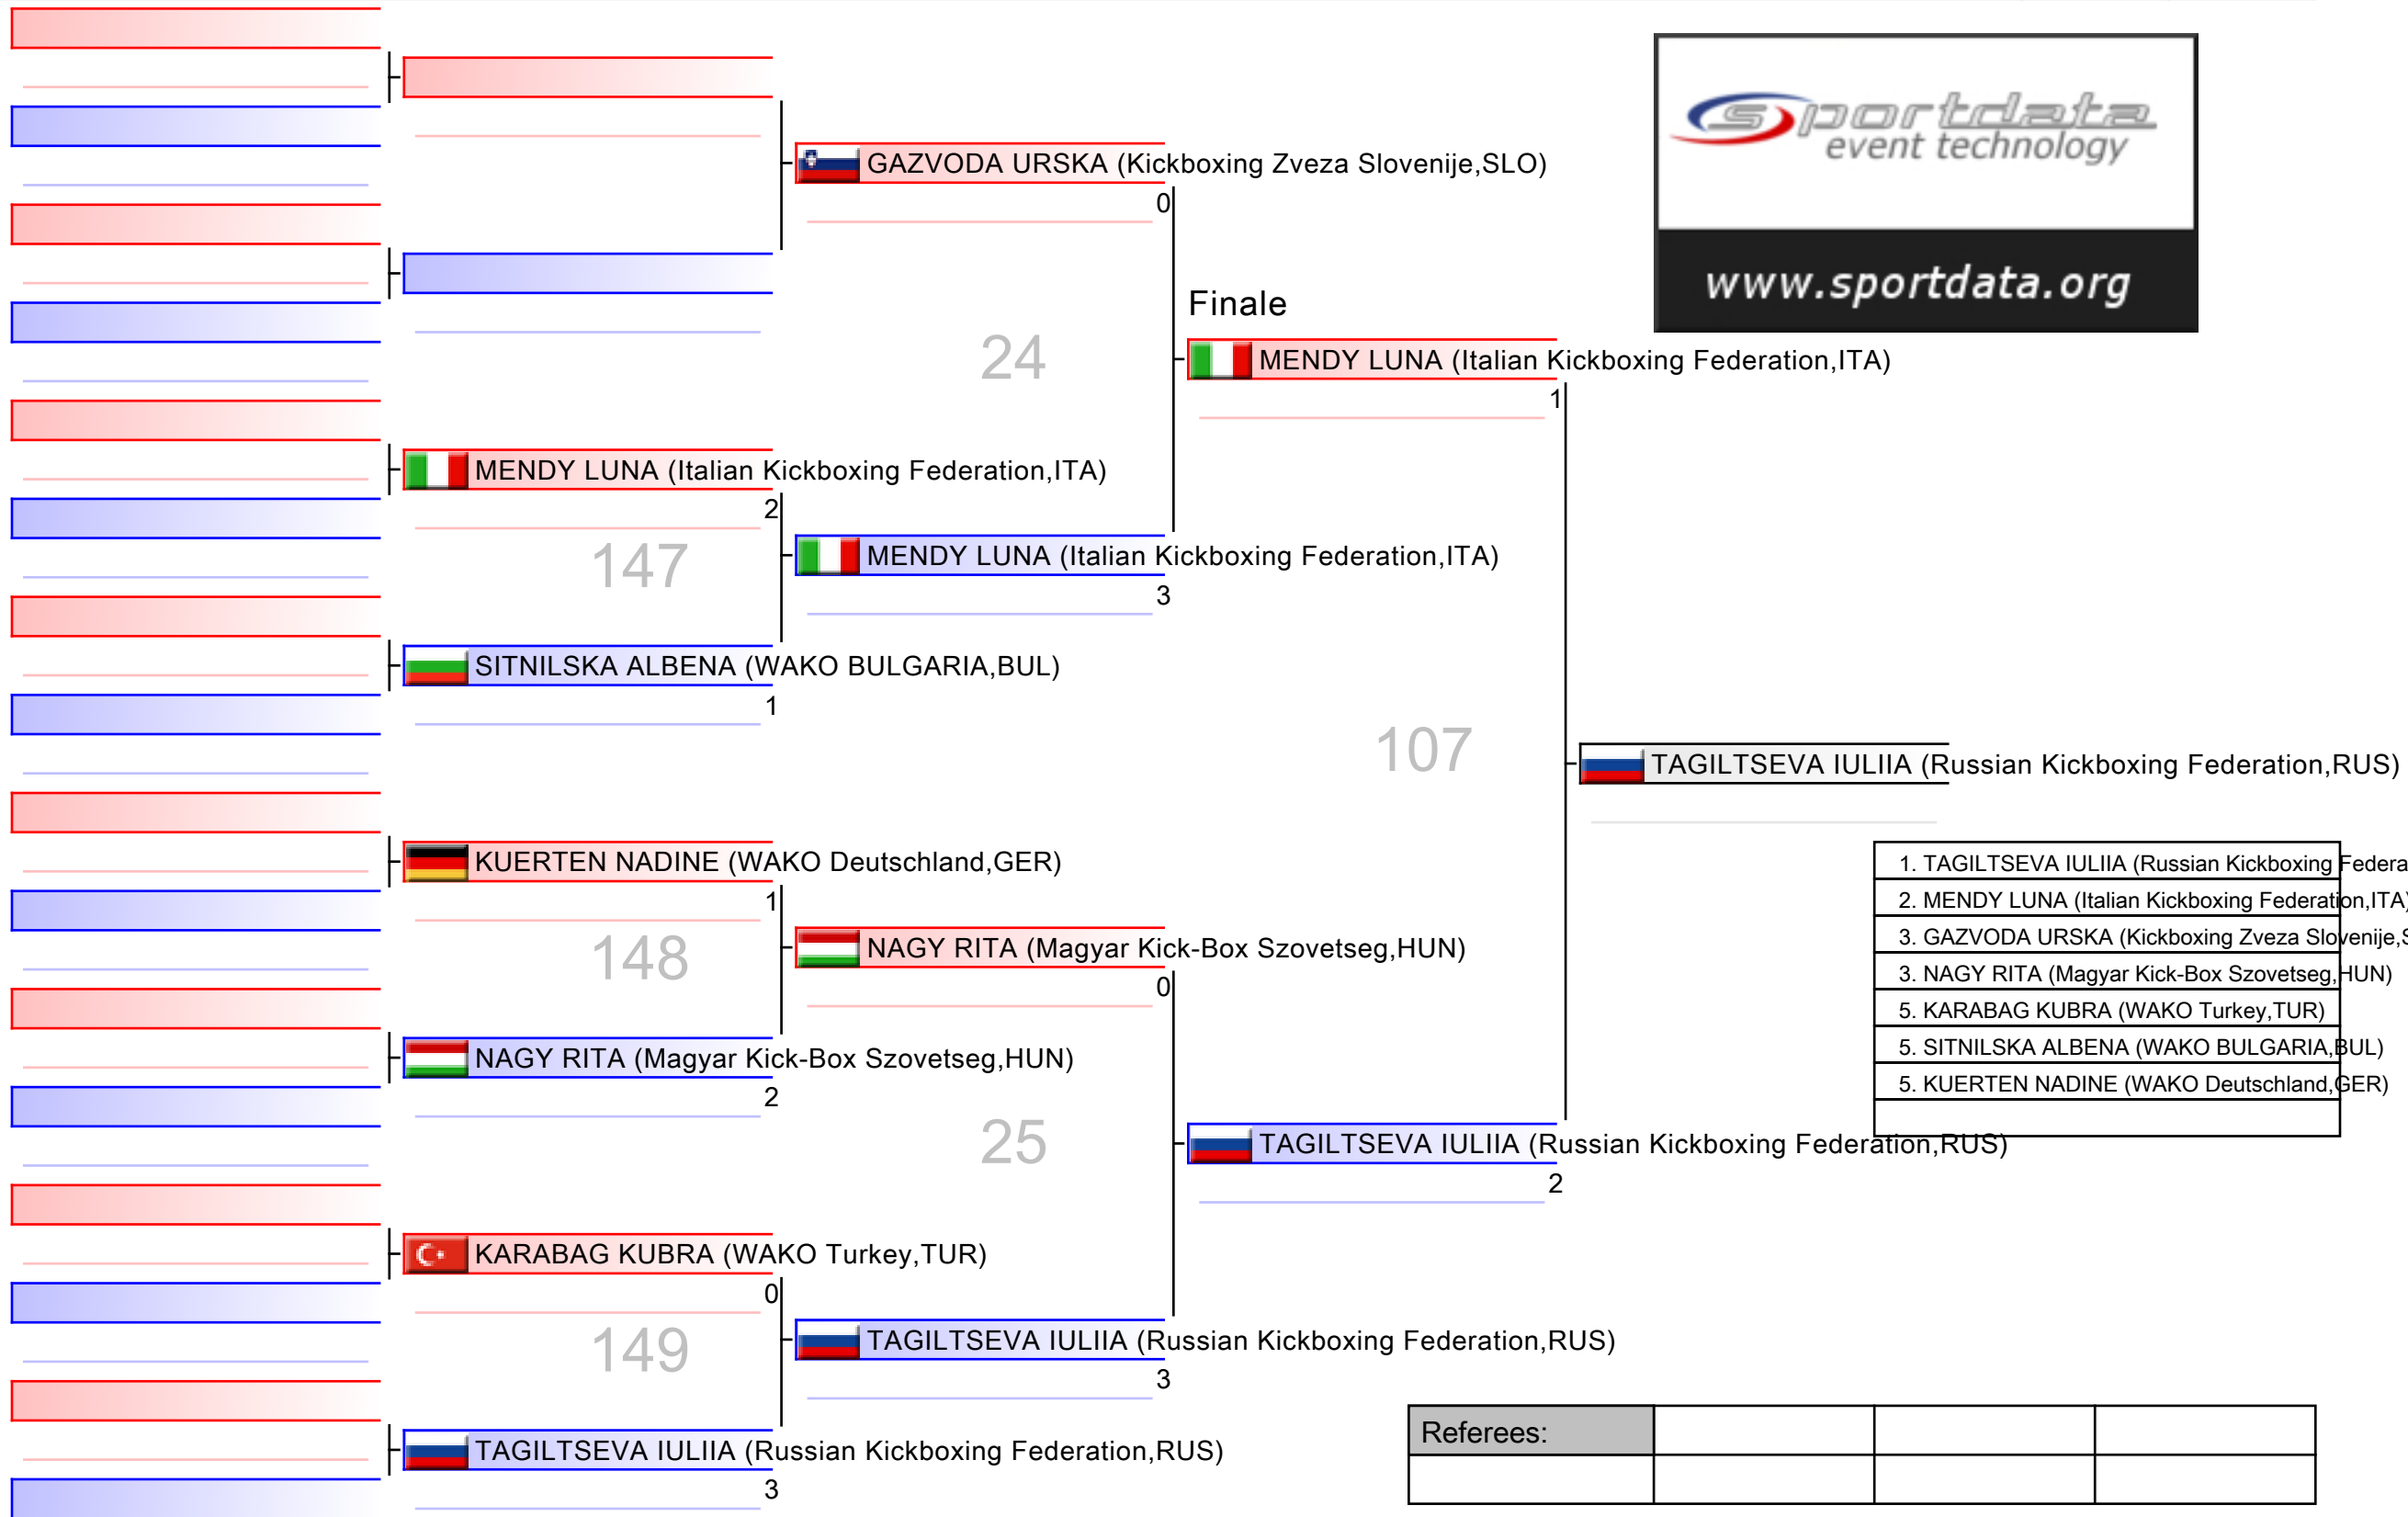 sportdata
event technology
www.sportdata.org
GAZVODA URSKA (Kickboxing Zveza Slovenije,SLO)
0
24
Finale
MENDY LUNA (Italian Kickboxing Federation,ITA)
1
MENDY LUNA (Italian Kickboxing Federation,ITA)
2
147
MENDY LUNA (Italian Kickboxing Federation,ITA)
3
SITNILSKA ALBENA (WAKO BULGARIA,BUL)
1
107
TAGILTSEVA IULIIA (Russian Kickboxing Federation,RUS)
KUERTEN NADINE (WAKO Deutschland,GER)
1
148
NAGY RITA (Magyar Kick-Box Szovetseg,HUN)
0
NAGY RITA (Magyar Kick-Box Szovetseg,HUN)
2
25
TAGILTSEVA IULIIA (Russian Kickboxing Federation,RUS)
2
KARABAG KUBRA (WAKO Turkey,TUR)
0
149
TAGILTSEVA IULIIA (Russian Kickboxing Federation,RUS)
3
TAGILTSEVA IULIIA (Russian Kickboxing Federation,RUS)
3
1. TAGILTSEVA IULIIA (Russian Kickboxing Federa
2. MENDY LUNA (Italian Kickboxing Federation,ITA)
3. GAZVODA URSKA (Kickboxing Zveza Slovenije,S
3. NAGY RITA (Magyar Kick-Box Szovetseg,HUN)
5. KARABAG KUBRA (WAKO Turkey,TUR)
5. SITNILSKA ALBENA (WAKO BULGARIA,BUL)
5. KUERTEN NADINE (WAKO Deutschland,GER)
Referees: